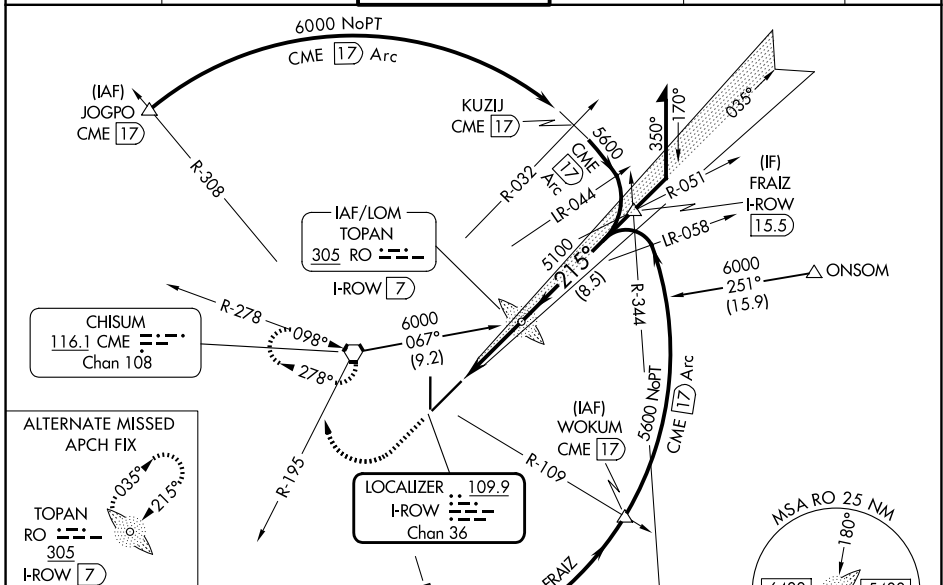 6000 NoPT
CME 17 Arc
(IAF)
JOGPO
CME 17
R-308
KUZIJ
CME 17
5600
CME
17
Arc
R-032
LR-044
350°
170°
035°
R-051
(IF)
FRAIZ
I-ROW
15.5
LR-058
IAF/LOM
TOPAN
305 RO
I-ROW 7
5100
215°
(8.5)
R-344
6000
251°
(15.9)
ONSOM
R-278
098°
278°
CHISUM
116.1 CME
Chan 108
6000
067°
(9.2)
5600 NoPT
CME 17 Arc
(IAF)
WOKUM
CME 17
R-109
R-195
LOCALIZER 109.9
I-ROW
Chan 36
ALTERNATE MISSED
APCH FIX
035°
215°
TOPAN
RO
305
I-ROW 7
FRAIZ
MSA RO 25 NM
180°